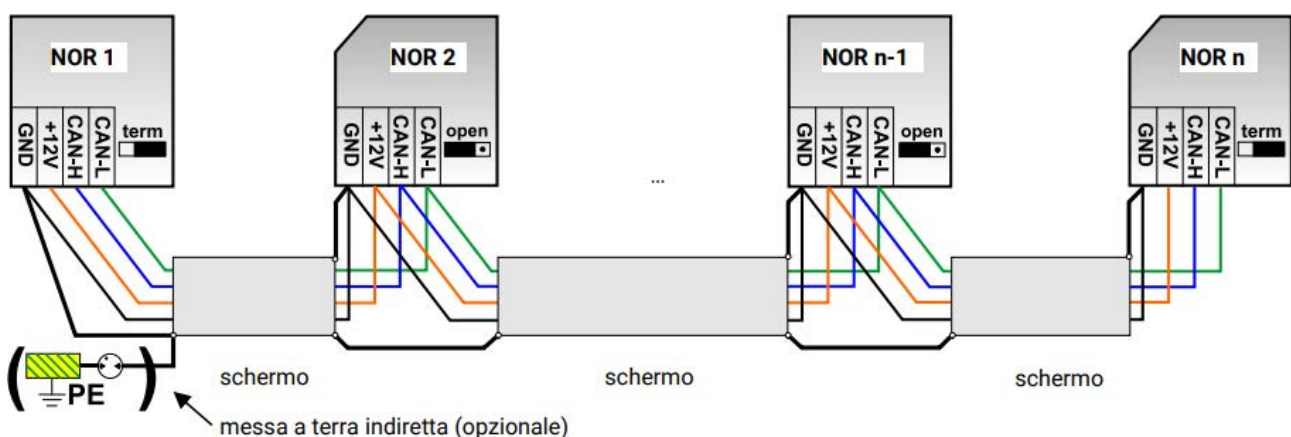 NOR 1
NOR 2
NOR n-1
NOR n
GND
+12V
CAN-H
CAN-L
term
GND
+12V
CAN-H
CAN-L
open
...
GND
+12V
CAN-H
CAN-L
open
GND
+12V
CAN-H
CAN-L
term
( PE )
schermo
schermo
schermo
messa a terra indiretta (opzionale)